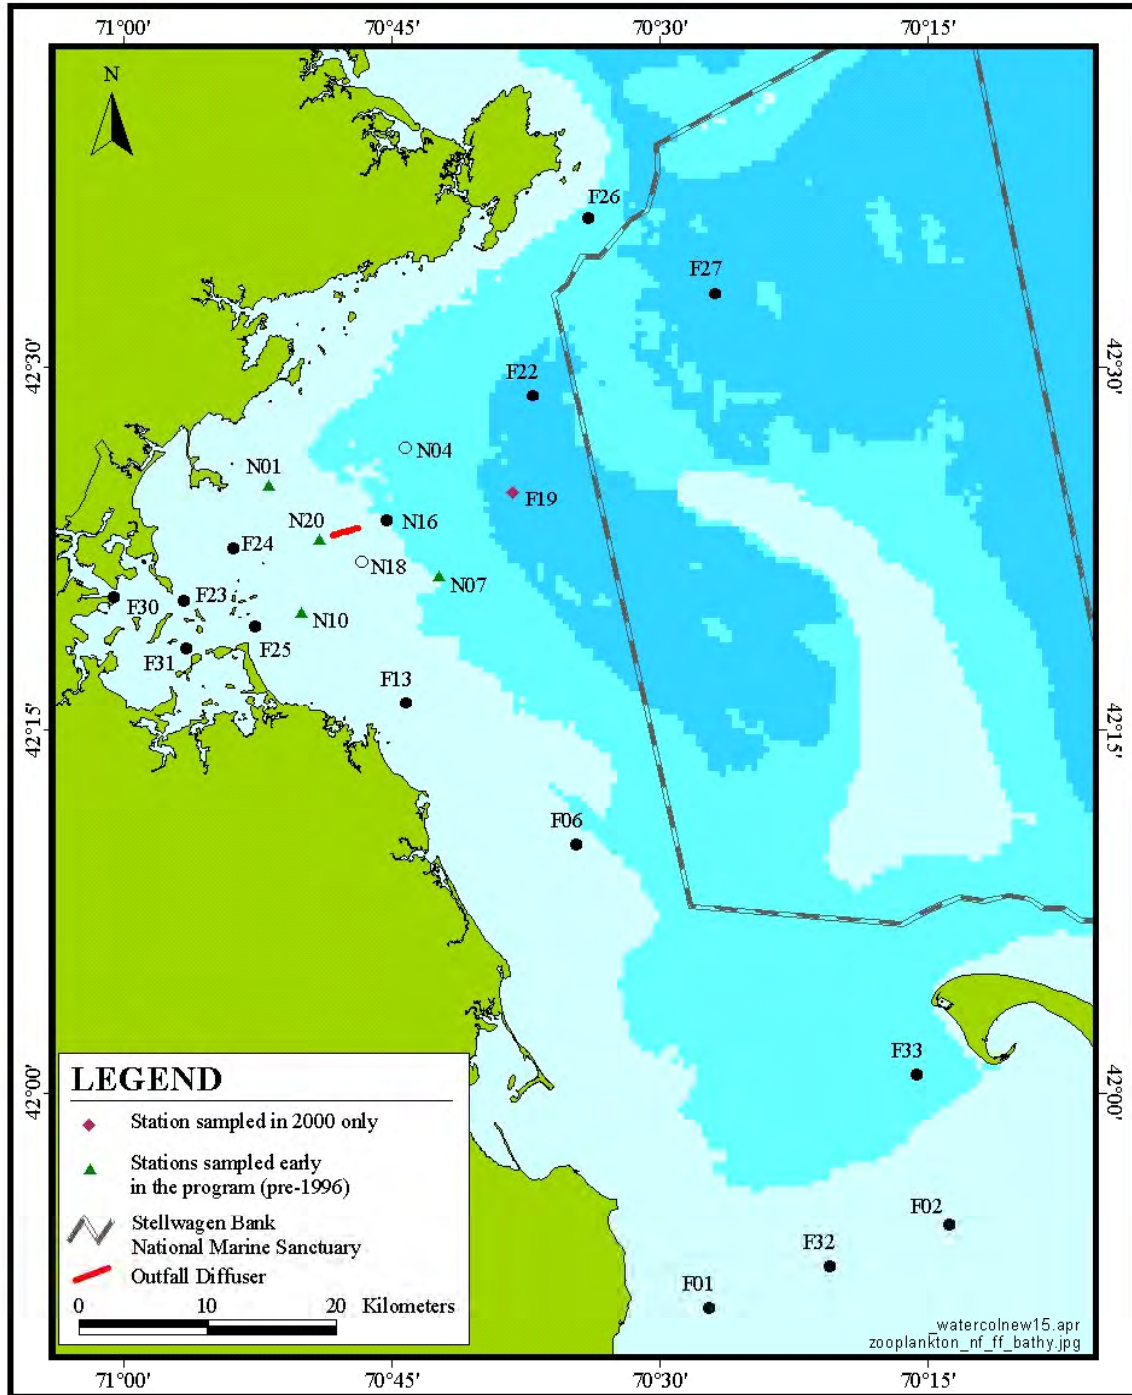 71°00'
70°45'
70°30'
70°15'
N
F26
F27
42°30'
42°30'
F22
N04
N01
F19
N20
N16
F24
N18
N07
F30
F23
N10
F25
F31
F13
42°15'
42°15'
F06
F33
42°00'
42°00'
LEGEND
Station sampled in 2000 only
Stations sampled early
in the program (pre-1996)
Stellwagen Bank
National Marine Sanctuary
Outfall Diffuser
0 10 20 Kilometers
F02
F32
F01
_watercolnew15.apr
zooplankton_nf_ff_bathy.jpg
71°00'
70°45'
70°30'
70°15'